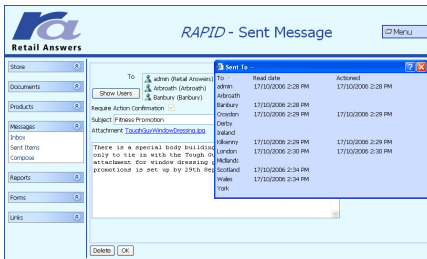 ra
Retail Answers
RAPID - Sent Message
Menu
Store
Documents
Products
Messages
Inbox
Sent Items
Compose
Reports
Forms
Links
To
admin (Retail Answers)
Arbroath (Arbroath)
Banbury (Banbury)
Show Users
Require Action Confirmation
Subject Fitness Promotion
Attachment ToughGuyWindowDressing.jpg
There is a special body building
only to tie in with the Tough Gu
attachment for window dressing
promotions is set up by 29th Sep
Delete OK
Sent To --
To Read date Actioned
admin 17/10/2006 2:28 PM 17/10/2006 2:28 PM
Arbroath
Banbury 17/10/2006 2:28 PM
Croydon 17/10/2006 2:29 PM 17/10/2006 2:29 PM
Derby
Ireland
Kilkenny 17/10/2006 2:29 PM 17/10/2006 2:29 PM
London 17/10/2006 2:30 PM 17/10/2006 2:30 PM
Midlands
Scotland 17/10/2006 2:34 PM
Wales 17/10/2006 2:34 PM
York